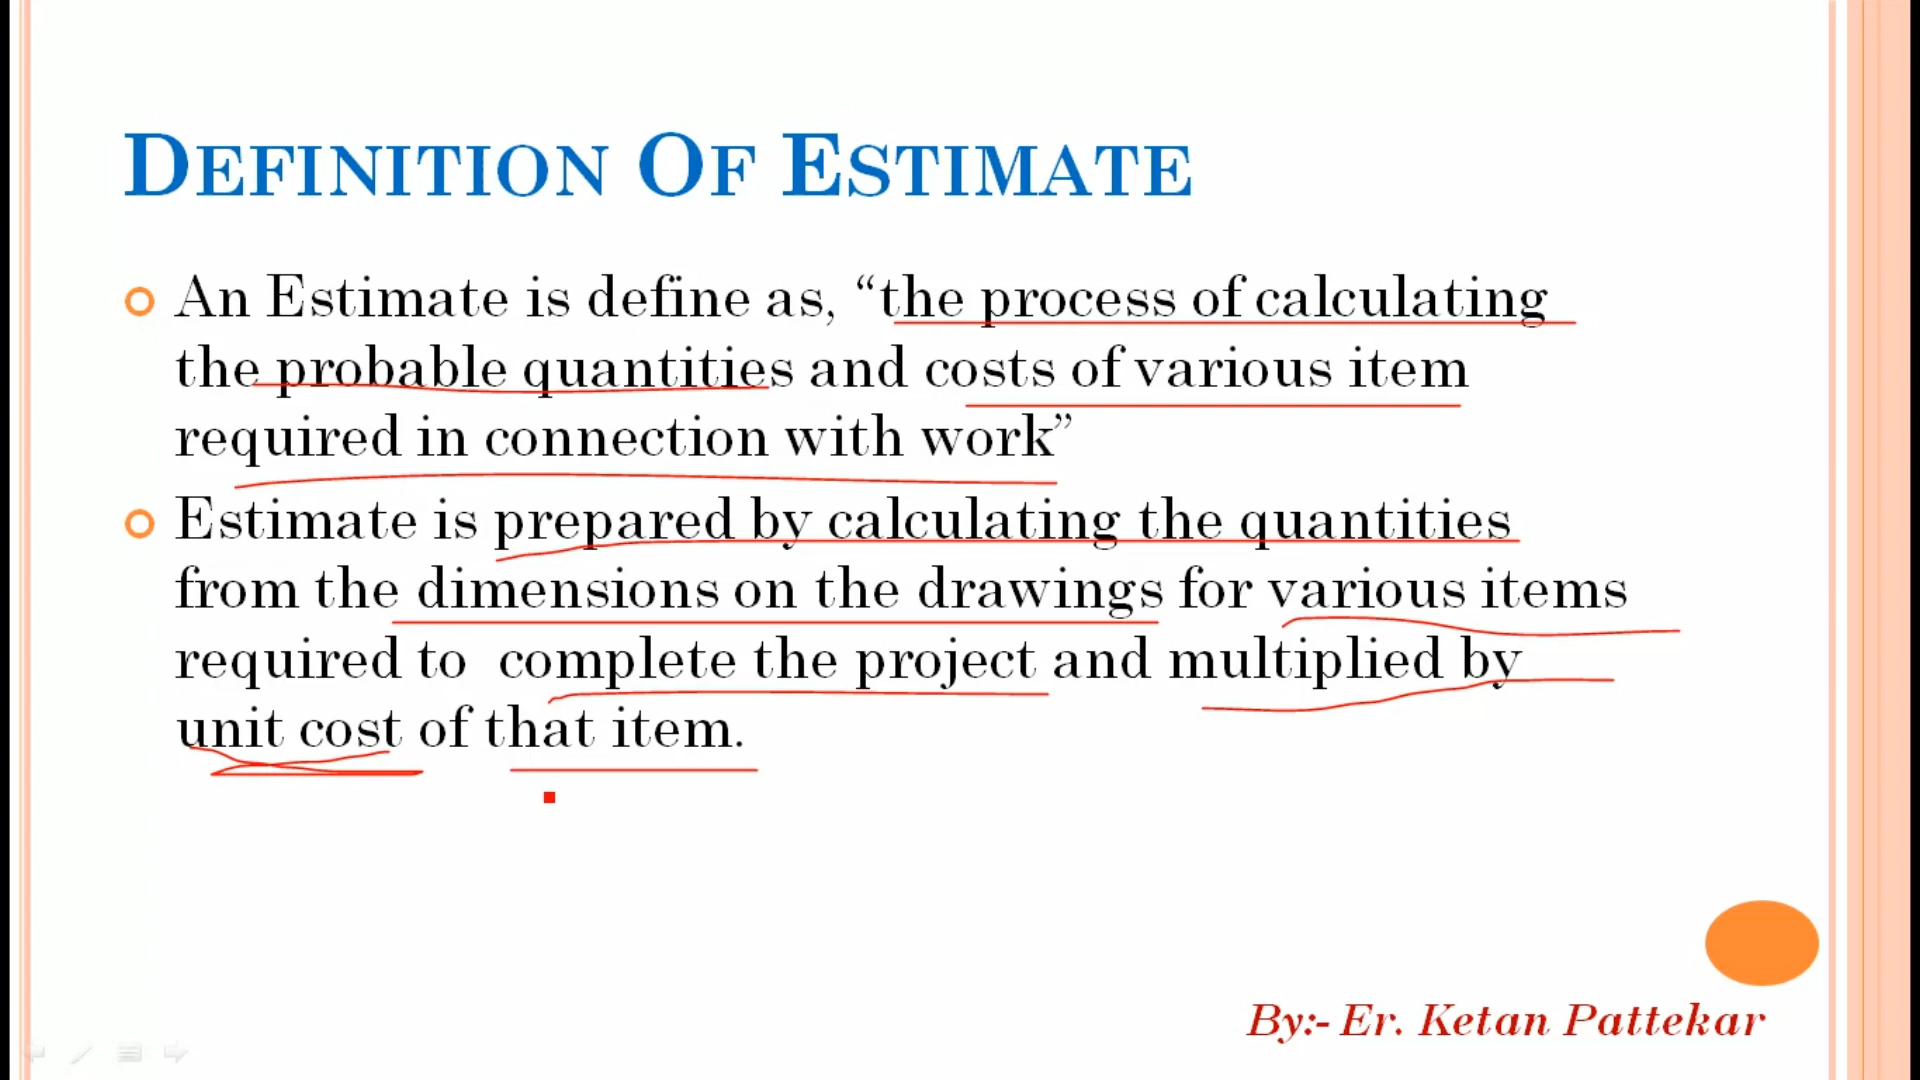 Definition Of Estimate
An Estimate is define as, “the process of calculating
the probable quantities and costs of various item
required in connection with work”
Estimate is prepared by calculating the quantities
from the dimensions on the drawings for various items
required to complete the project and multiplied by
unit cost of that item.
By:- Er. Ketan Pattekar